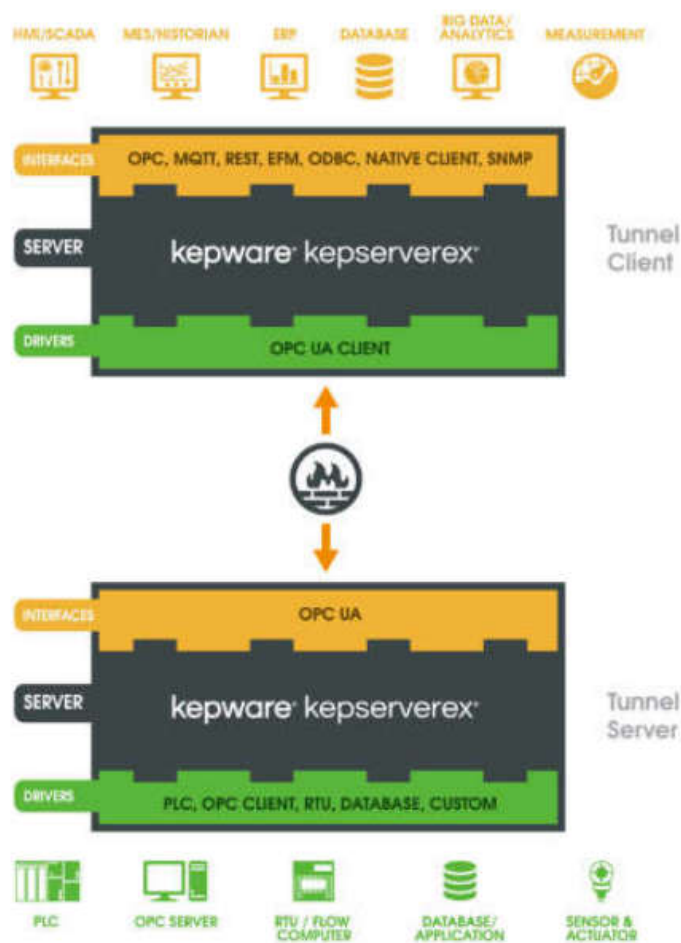 HMI/SCADA MES/HISTORIAN ERP DATABASE BIG DATA/ ANALYTICS MEASUREMENT
INTERFACES OPC, MQTT, REST, EFM, ODBC, NATIVE CLIENT, SNMP
SERVER kepware kepserverex Tunnel
Client
DRIVERS OPC UA CLIENT
INTERFACES OPC UA
SERVER kepware kepserverex Tunnel
Server
DRIVERS PLC, OPC CLIENT, RTU, DATABASE, CUSTOM
PLC OPC SERVER RTU / FLOW COMPUTER DATABASE/ APPLICATION SENSOR & ACTUATOR